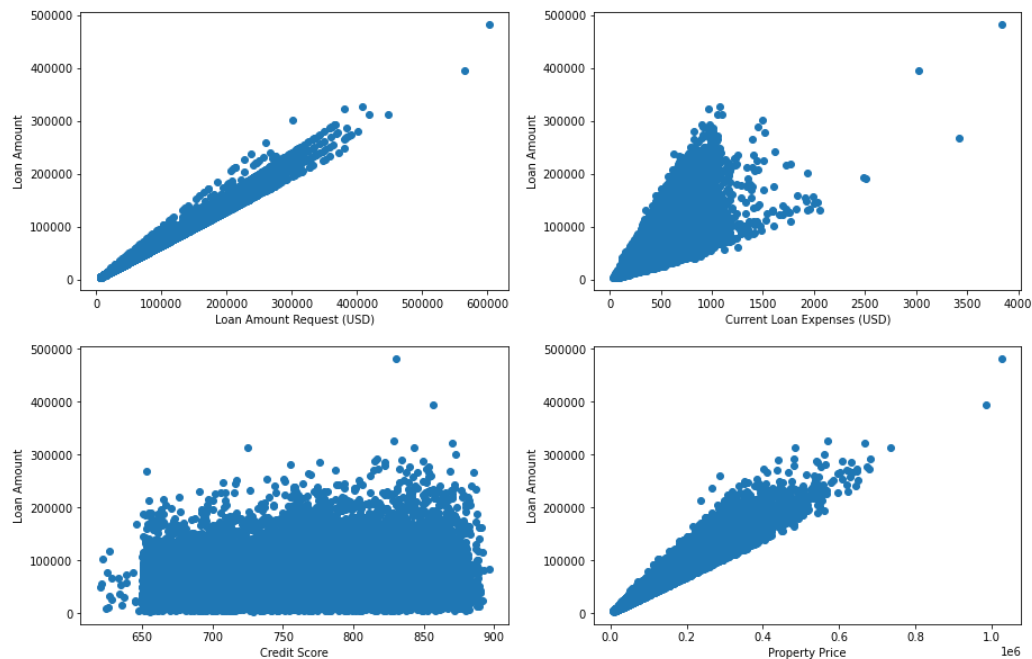 500000
400000
300000
200000
100000
0
Loan Amount
0 100000 200000 300000 400000 500000 600000
Loan Amount Request (USD)
500000
400000
300000
200000
100000
0
Loan Amount
0 500 1000 1500 2000 2500 3000 3500 4000
Current Loan Expenses (USD)
500000
400000
300000
200000
100000
0
Loan Amount
650 700 750 800 850 900
Credit Score
500000
400000
300000
200000
100000
0
Loan Amount
0.0 0.2 0.4 0.6 0.8 1.0
1e6
Property Price